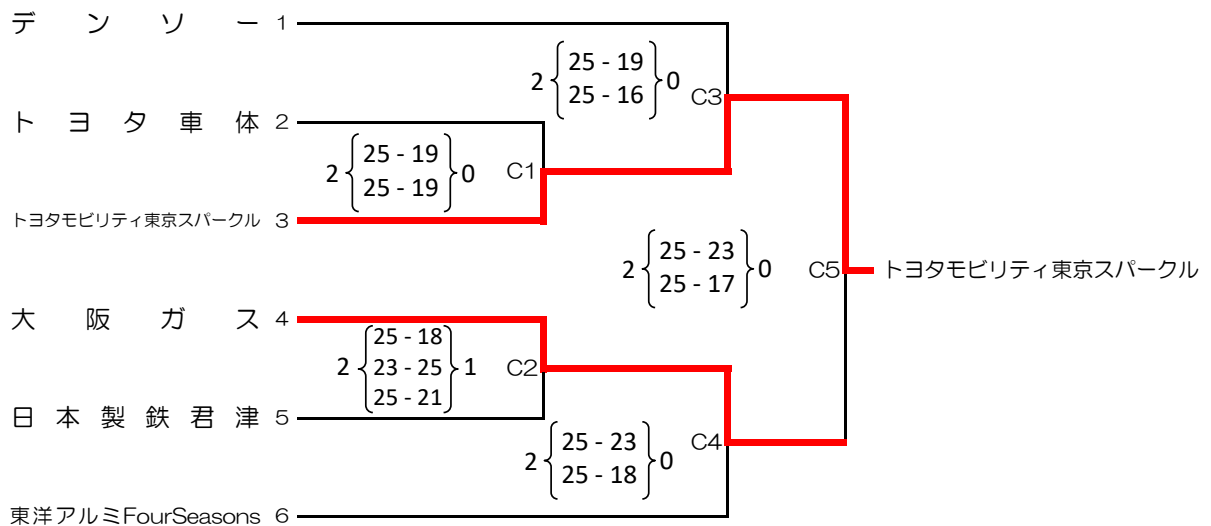 デンソー 1
2 25 - 19 0
25 - 16
C3
トヨタ車体 2
2 25 - 19 0
25 - 19
C1
トヨタモビリティ東京スパークル 3
2 25 - 23 0
25 - 17
C5 トヨタモビリティ東京スパークル
大阪ガス 4
25 - 18
2 23 - 25 1
25 - 21
C2
日本製鉄君津 5
2 25 - 23 0
25 - 18
C4
東洋アルミFourSeasons 6